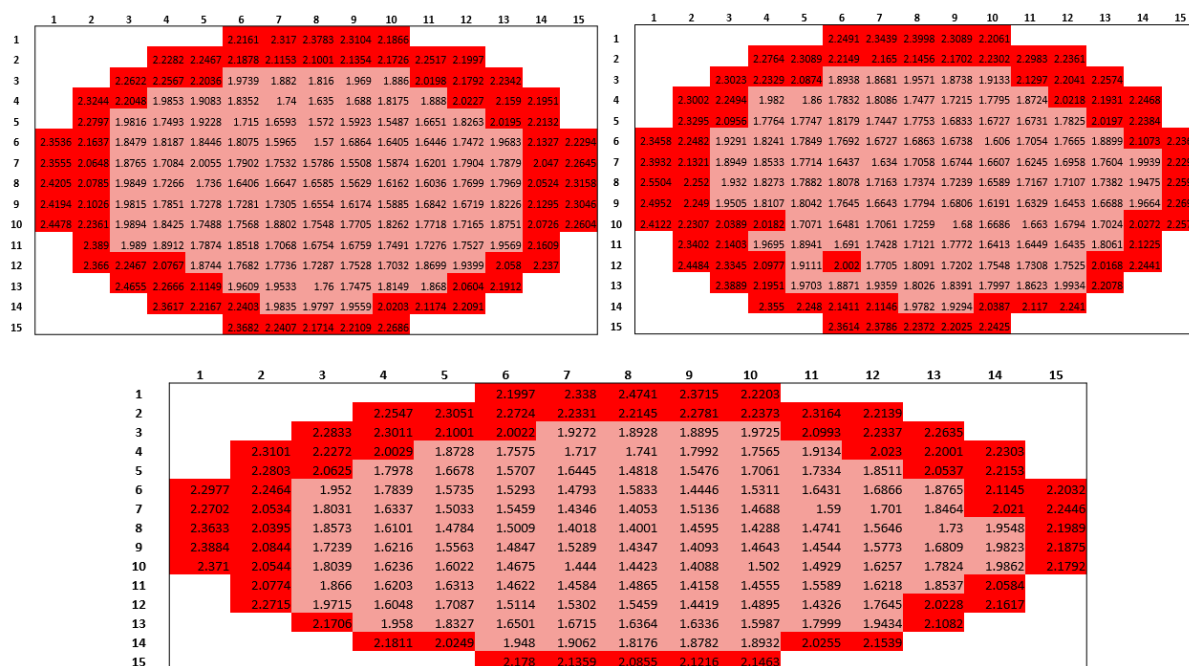 1 2 3 4 5 6 7 8 9 10 11 12 13 14 15
1 2.2161 2.317 2.3783 2.3104 2.1866
2 2.2282 2.2467 2.1878 2.1153 2.1001 2.1354 2.1726 2.2517 2.1997
3 2.2622 2.2567 2.2036 1.9739 1.882 1.816 1.969 1.886 2.0198 2.1792 2.2342
4 2.3244 2.2048 1.9853 1.9083 1.8352 1.74 1.635 1.688 1.8175 1.888 2.0227 2.159 2.1951
5 2.2797 1.9816 1.7493 1.9228 1.715 1.6593 1.572 1.5923 1.5487 1.6651 1.8263 2.0195 2.2132
6 2.3536 2.1637 1.8479 1.9187 1.8446 1.8075 1.5965 1.57 1.6864 1.6405 1.6446 1.7472 1.9683 2.1327 2.2294
7 2.3555 2.0648 1.8765 1.7084 2.0055 1.7902 1.7532 1.5786 1.5508 1.5874 1.6201 1.7904 1.7879 2.047 2.2645
8 2.4205 2.0785 1.9849 1.7266 1.736 1.6406 1.6647 1.6585 1.5629 1.6162 1.6036 1.7699 1.7969 2.0524 2.3158
9 2.4194 2.1026 1.9815 1.7851 1.7278 1.7281 1.7305 1.6554 1.6174 1.5885 1.6842 1.6719 1.8226 2.1295 2.3046
10 2.4478 2.2361 1.9894 1.8425 1.7488 1.7568 1.8802 1.7548 1.7705 1.8262 1.7718 1.7165 1.8751 2.0726 2.2604
11 2.389 1.989 1.8912 1.7874 1.8518 1.7068 1.6754 1.6759 1.7491 1.7276 1.7527 1.9569 2.1609
12 2.366 2.2467 2.0767 1.8744 1.7682 1.7736 1.7287 1.7528 1.7032 1.8699 1.9399 2.058 2.237
13 2.4655 2.2666 2.1149 1.9609 1.9533 1.76 1.7475 1.8149 1.868 2.0604 2.1912
14 2.3617 2.2167 2.2403 1.9835 1.9797 1.9559 2.0203 2.1174 2.2091
15 2.3682 2.2407 2.1714 2.2109 2.2686
1 2 3 4 5 6 7 8 9 10 11 12 13 14 15
1 2.2491 2.3439 2.3998 2.3089 2.2061
2 2.2764 2.3089 2.2149 2.165 2.1456 2.1702 2.2302 2.2983 2.2361
3 2.3023 2.2329 2.0874 1.8938 1.8681 1.9571 1.8738 1.9133 2.1297 2.2041 2.2574
4 2.3002 2.2494 1.982 1.86 1.7832 1.8086 1.7477 1.7215 1.7795 1.8724 2.0218 2.1931 2.2468
5 2.3295 2.0956 1.7764 1.7747 1.8179 1.7447 1.7753 1.6833 1.6727 1.6731 1.7825 2.0197 2.2384
6 2.3458 2.2482 1.9291 1.8241 1.7849 1.7692 1.6727 1.6863 1.6738 1.606 1.7054 1.7665 1.8899 2.1073 2.236
7 2.3932 2.1321 1.8949 1.8533 1.7714 1.6437 1.634 1.7058 1.6744 1.6607 1.6245 1.6958 1.7604 1.9939 2.229
8 2.5504 2.252 1.932 1.8273 1.7882 1.8078 1.7163 1.7374 1.7239 1.6589 1.7167 1.7107 1.7382 1.9475 2.259
9 2.4952 2.249 1.9505 1.8107 1.8042 1.7645 1.6643 1.7794 1.6806 1.6191 1.6329 1.6453 1.6688 1.9664 2.265
10 2.4122 2.2307 2.0389 2.0182 1.7071 1.6481 1.7061 1.7259 1.68 1.6686 1.663 1.6794 1.7024 2.0272 2.257
11 2.3402 2.1403 1.9695 1.8941 1.691 1.7428 1.7121 1.7772 1.6413 1.6449 1.6435 1.8061 2.1225
12 2.4484 2.3345 2.0977 1.9111 2.002 1.7705 1.8091 1.7202 1.7548 1.7308 1.7525 2.0168 2.2441
13 2.3889 2.1951 1.9703 1.8871 1.9359 1.8026 1.8391 1.7997 1.8623 1.9934 2.2078
14 2.355 2.248 2.1411 2.1146 1.9782 1.9294 2.0387 2.117 2.241
15 2.3614 2.3786 2.2372 2.2025 2.2425
1 2 3 4 5 6 7 8 9 10 11 12 13 14 15
1 2.1997 2.338 2.4741 2.3715 2.2203
2 2.2547 2.3051 2.2724 2.2331 2.2145 2.2781 2.2373 2.3164 2.2139
3 2.2833 2.3011 2.1001 2.0022 1.9272 1.8928 1.8895 1.9725 2.0993 2.2337 2.2635
4 2.3101 2.2272 2.0029 1.8728 1.7575 1.717 1.741 1.7992 1.7565 1.9134 2.023 2.2001 2.2303
5 2.2803 2.0625 1.7978 1.6678 1.5707 1.6445 1.4818 1.5476 1.7061 1.7334 1.8511 2.0537 2.2153
6 2.2977 2.2464 1.952 1.7839 1.5735 1.5293 1.4793 1.5833 1.4446 1.5311 1.6431 1.6866 1.8765 2.1145 2.2032
7 2.2702 2.0534 1.8031 1.6337 1.5033 1.5459 1.4346 1.4053 1.5136 1.4688 1.59 1.701 1.8464 2.021 2.2446
8 2.3633 2.0395 1.8573 1.6101 1.4784 1.5009 1.4018 1.4001 1.4595 1.4288 1.4741 1.5646 1.73 1.9548 2.1989
9 2.3884 2.0844 1.7239 1.6216 1.5563 1.4847 1.5289 1.4347 1.4093 1.4643 1.4544 1.5773 1.6809 1.9823 2.1875
10 2.371 2.0544 1.8039 1.6236 1.6022 1.4675 1.444 1.4423 1.4088 1.502 1.4929 1.6257 1.7824 1.9862 2.1792
11 2.0774 1.866 1.6203 1.6313 1.4622 1.4584 1.4865 1.4158 1.4555 1.5589 1.6218 1.8537 2.0584
12 2.2715 1.9715 1.6048 1.7087 1.5114 1.5302 1.5459 1.4419 1.4895 1.4326 1.7645 2.0228 2.1617
13 2.1706 1.958 1.8327 1.6501 1.6715 1.6364 1.6336 1.5987 1.7999 1.9434 2.1082
14 2.1811 2.0249 1.948 1.9062 1.8176 1.8782 1.8932 2.0255 2.1539
15 2.178 2.1359 2.0855 2.1216 2.1463